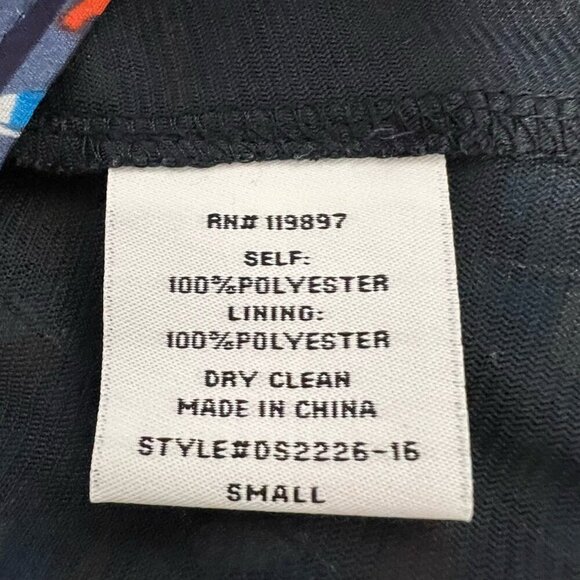 RN# 119897
SELF:
100%POLYESTER
LINING:
100%POLYESTER
DRY CLEAN
MADE IN CHINA
STYLE#DS2226-16
SMALL